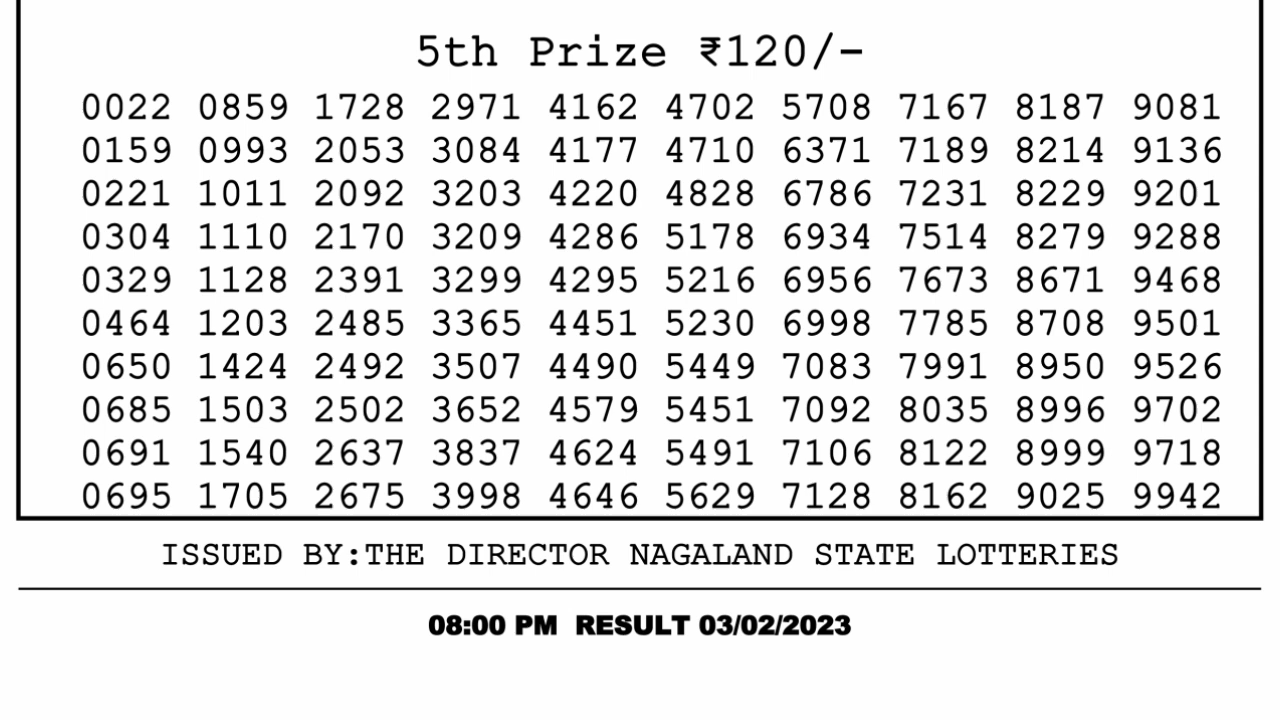 5th Prize ₹120/-
0022 0859 1728 2971 4162 4702 5708 7167 8187 9081
0159 0993 2053 3084 4177 4710 6371 7189 8214 9136
0221 1011 2092 3203 4220 4828 6786 7231 8229 9201
0304 1110 2170 3209 4286 5178 6934 7514 8279 9288
0329 1128 2391 3299 4295 5216 6956 7673 8671 9468
0464 1203 2485 3365 4451 5230 6998 7785 8708 9501
0650 1424 2492 3507 4490 5449 7083 7991 8950 9526
0685 1503 2502 3652 4579 5451 7092 8035 8996 9702
0691 1540 2637 3837 4624 5491 7106 8122 8999 9718
0695 1705 2675 3998 4646 5629 7128 8162 9025 9942
ISSUED BY:THE DIRECTOR NAGALAND STATE LOTTERIES
08:00 PM RESULT 03/02/2023